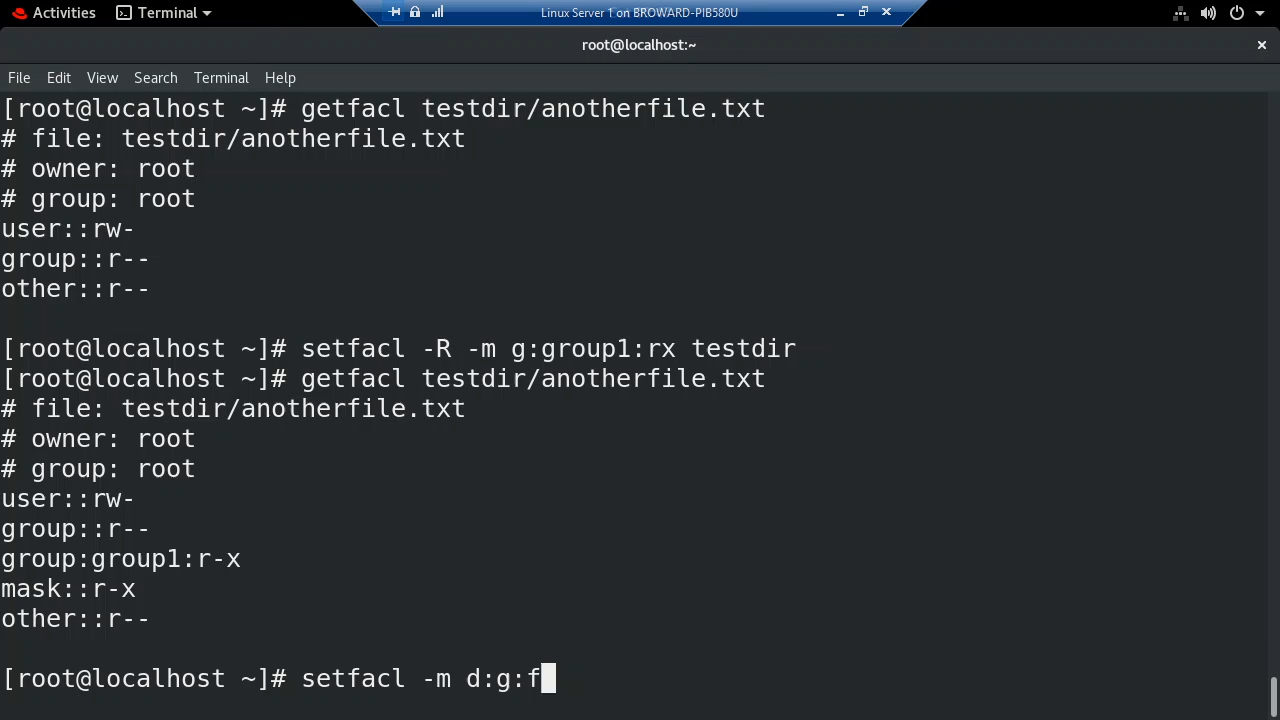 Activities Terminal Linux Server 1 on BROWARD-PIB580U
root@localhost:~
File Edit View Search Terminal Help
[root@localhost ~]# getfacl testdir/anotherfile.txt
# file: testdir/anotherfile.txt
# owner: root
# group: root
user::rw-
group::r--
other::r--
[root@localhost ~]# setfacl -R -m g:group1:rx testdir
[root@localhost ~]# getfacl testdir/anotherfile.txt
# file: testdir/anotherfile.txt
# owner: root
# group: root
user::rw-
group::r--
group:group1:r-x
mask::r-x
other::r--
[root@localhost ~]# setfacl -m d:g:f